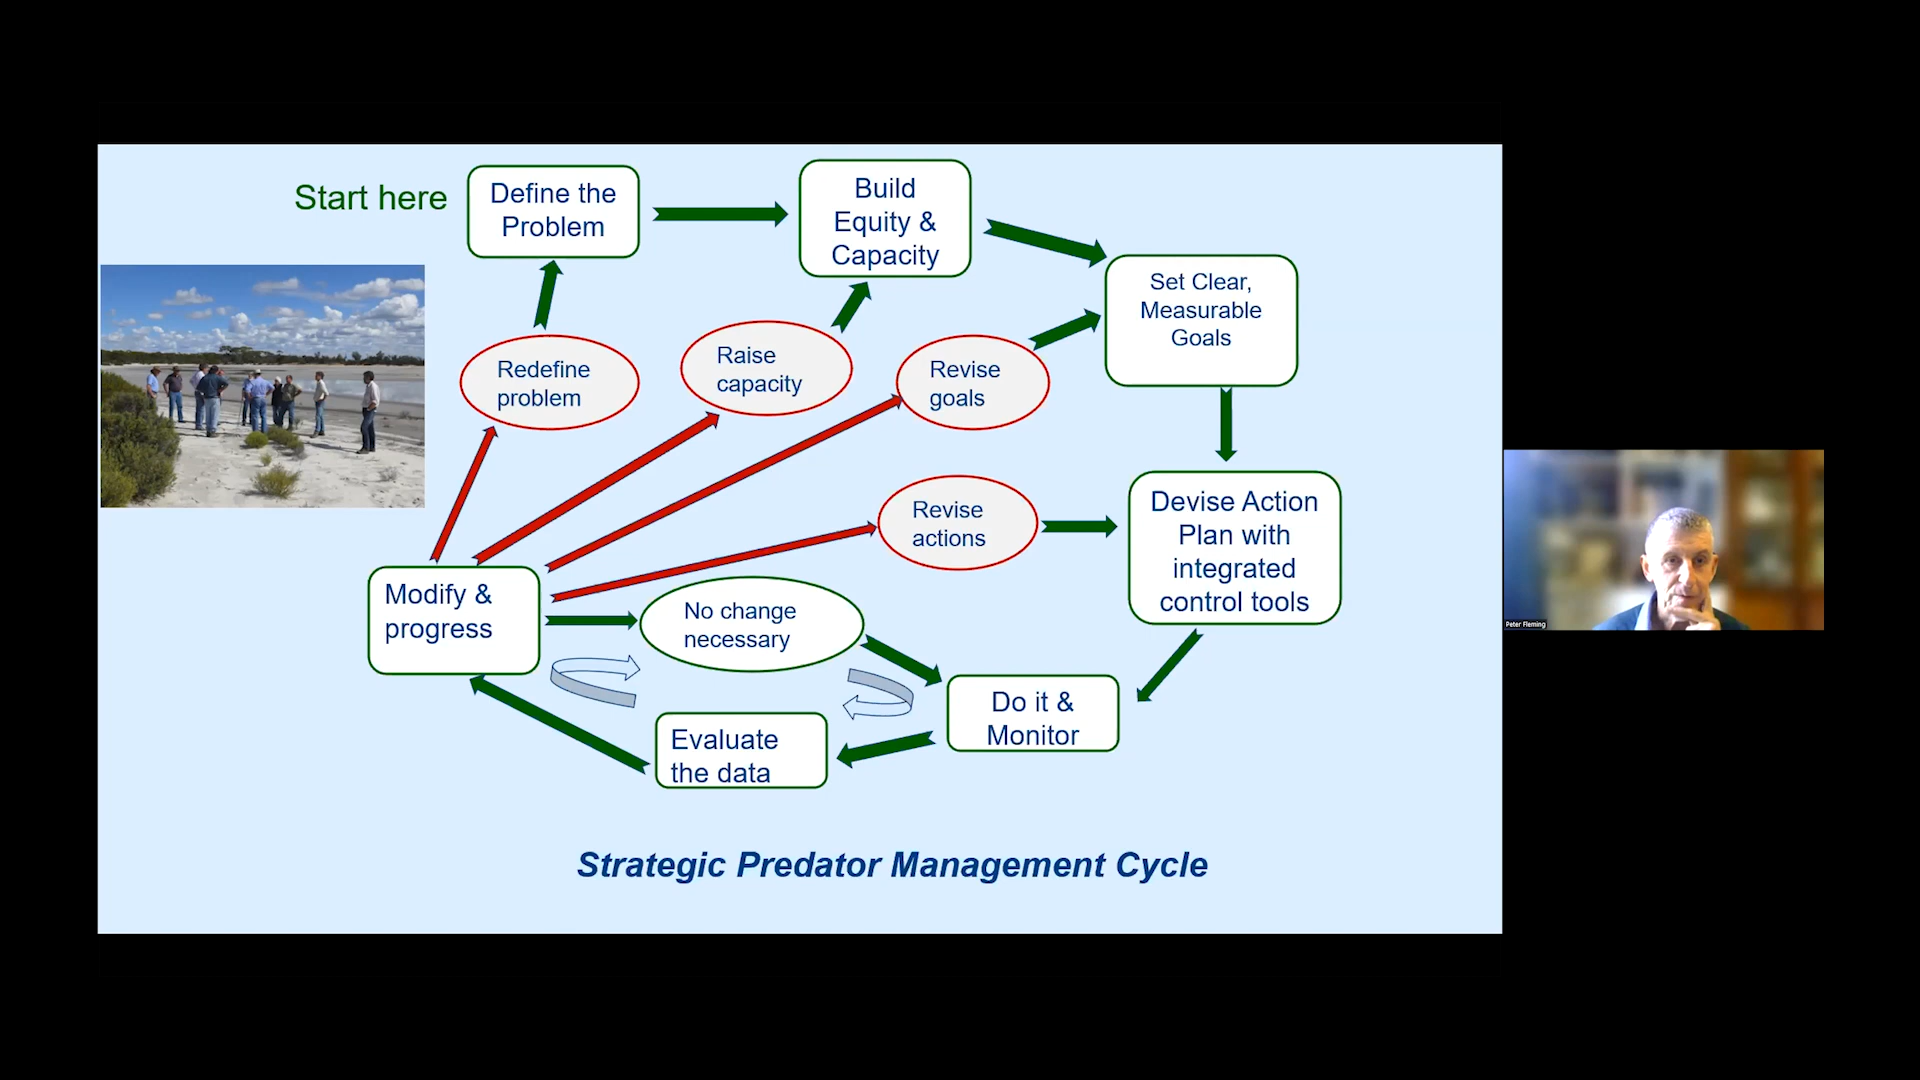 Start here
Define the
Problem
Build
Equity &
Capacity
Set Clear,
Measurable
Goals
Redefine
problem
Raise
capacity
Revise
goals
Revise
actions
Devise Action
Plan with
integrated
control tools
Modify &
progress
No change
necessary
Do it &
Monitor
Evaluate
the data
Strategic Predator Management Cycle
Peter Fleming